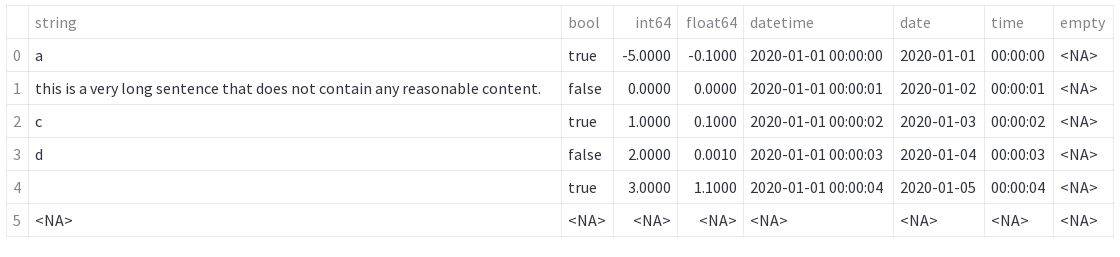 string bool int64 float64 datetime date time empty
0 a true -5.0000 -0.1000 2020-01-01 00:00:00 2020-01-01 00:00:00 <NA>
1 this is a very long sentence that does not contain any reasonable content. false 0.0000 0.0000 2020-01-01 00:00:01 2020-01-02 00:00:01 <NA>
2 c true 1.0000 0.1000 2020-01-01 00:00:02 2020-01-03 00:00:02 <NA>
3 d false 2.0000 0.0010 2020-01-01 00:00:03 2020-01-04 00:00:03 <NA>
4 true 3.0000 1.1000 2020-01-01 00:00:04 2020-01-05 00:00:04 <NA>
5 <NA> <NA> <NA> <NA> <NA> <NA> <NA> <NA>